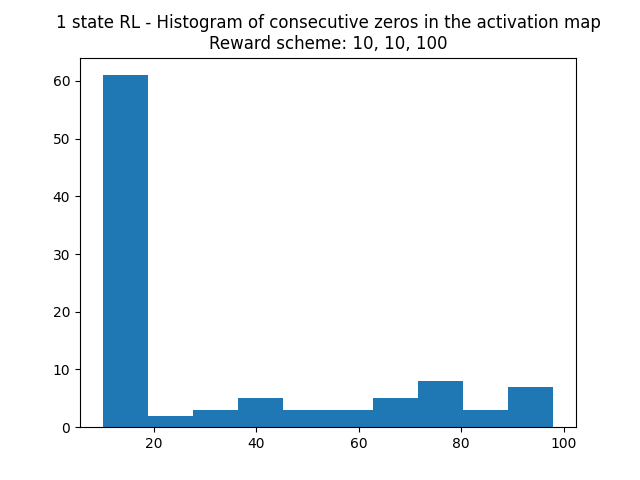 1 state RL - Histogram of consecutive zeros in the activation map
Reward scheme: 10, 10, 100
60
50
40
30
20
10
0
20 40 60 80 100